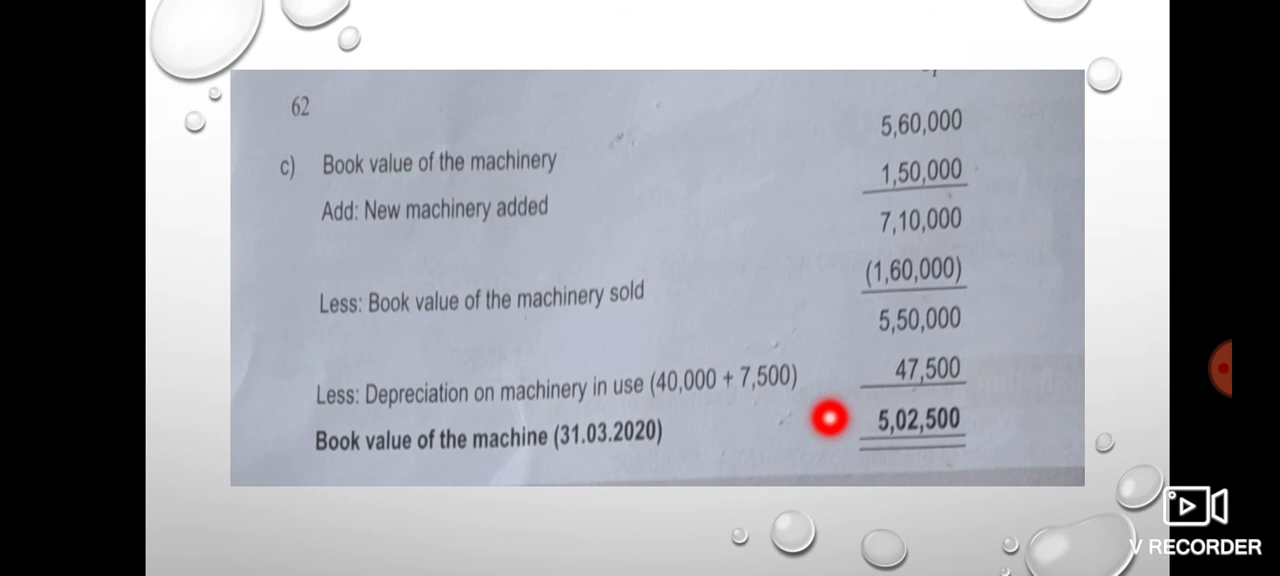 62
5,60,000
c) Book value of the machinery
1,50,000
Add: New machinery added
7,10,000
Less: Book value of the machinery sold (1,60,000)
5,50,000
Less: Depreciation on machinery in use (40,000 + 7,500) 47,500
Book value of the machine (31.03.2020) 5,02,500
V RECORDER